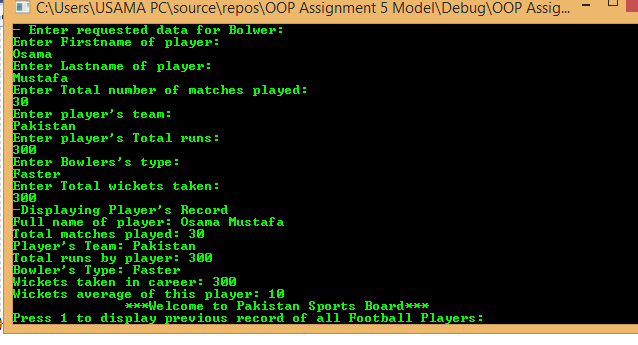 C:\Users\USAMA PC\source\repos\OOP Assignment 5 Model\Debug\OOP Assig...
- Enter requested data for Bolwer:
Enter Firstname of player:
Osama
Enter Lastname of player:
Mustafa
Enter Total number of matches played:
30
Enter player's team:
Pakistan
Enter player's Total runs:
300
Enter Bowlers's type:
Faster
Enter Total wickets taken:
300
-Displaying Player's Record
Full name of player: Osama Mustafa
Total matches played: 30
Player's Team: Pakistan
Total runs by player: 300
Bowler's Type: Faster
Wickets taken in career: 300
Wickets average of this player: 10
***Welcome to Pakistan Sports Board***
Press 1 to display previous record of all Football Players: